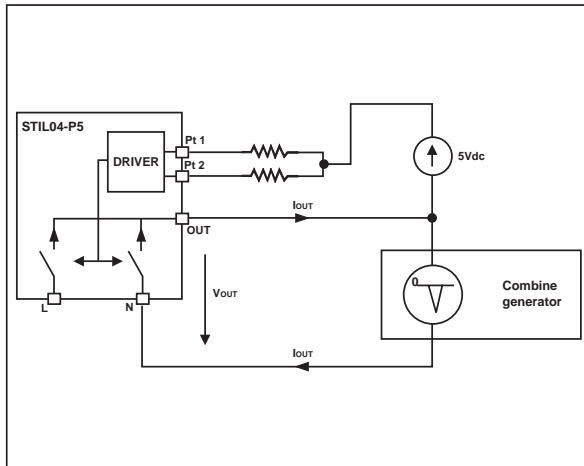 STIL04-P5
Pt 1
DRIVER
Pt 2
5Vdc
IOUT
OUT
L
N
VOUT
0
Combine
generator
IOUT